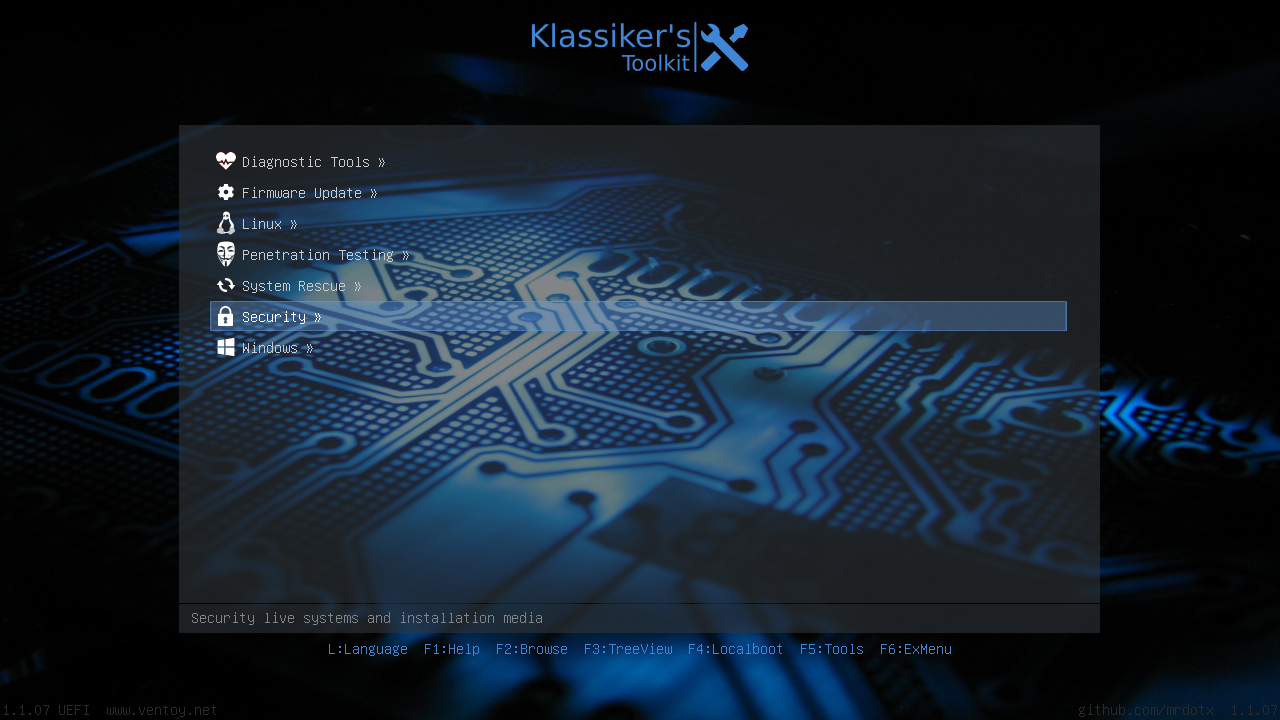 Klassiker's
Toolkit
Diagnostic Tools »
Firmware Update »
Linux »
Penetration Testing »
System Rescue »
Security »
Windows »
Security live systems and installation media
L:Language F1:Help F2:Browse F3:TreeView F4:Localboot F5:Tools F6:ExMenu
1.1.07 UEFI www.ventoy.net github.com/mrdotx 1.1.07